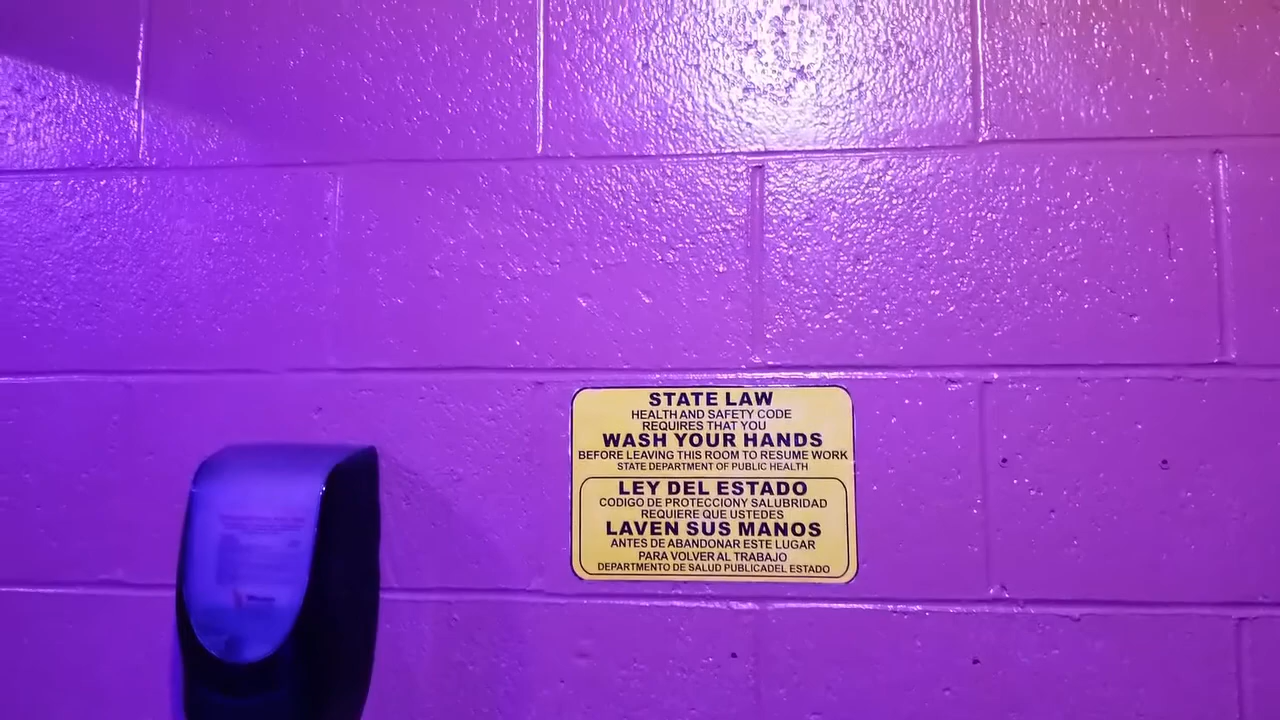 STATE LAW
HEALTH AND SAFETY CODE
REQUIRES THAT YOU
WASH YOUR HANDS
BEFORE LEAVING THIS ROOM TO RESUME WORK
STATE DEPARTMENT OF PUBLIC HEALTH
LEY DEL ESTADO
CODIGO DE PROTECCIONY SALUBRIDAD
REQUIERE QUE USTEDES
LAVEN SUS MANOS
ANTES DE ABANDONAR ESTE LUGAR
PARA VOLVER AL TRABAJO
DEPARTMENTO DE SALUD PUBLICADEL ESTADO